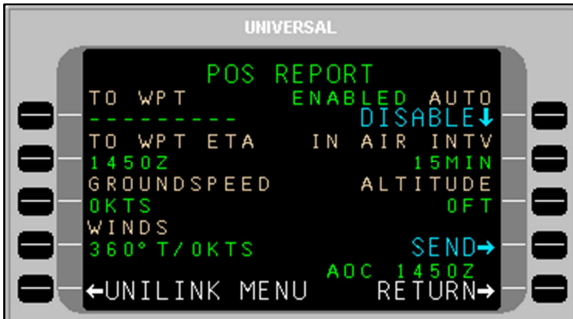 UNIVERSAL
POS REPORT
TO WPT ENABLED AUTO
--------- DISABLE↓
TO WPT ETA IN AIR INTV
1450Z 15MIN
GROUNDSPEED ALTITUDE
0KTS 0FT
WINDS
360°T/0KTS SEND→
AOC 1450Z
←UNILINK MENU RETURN→